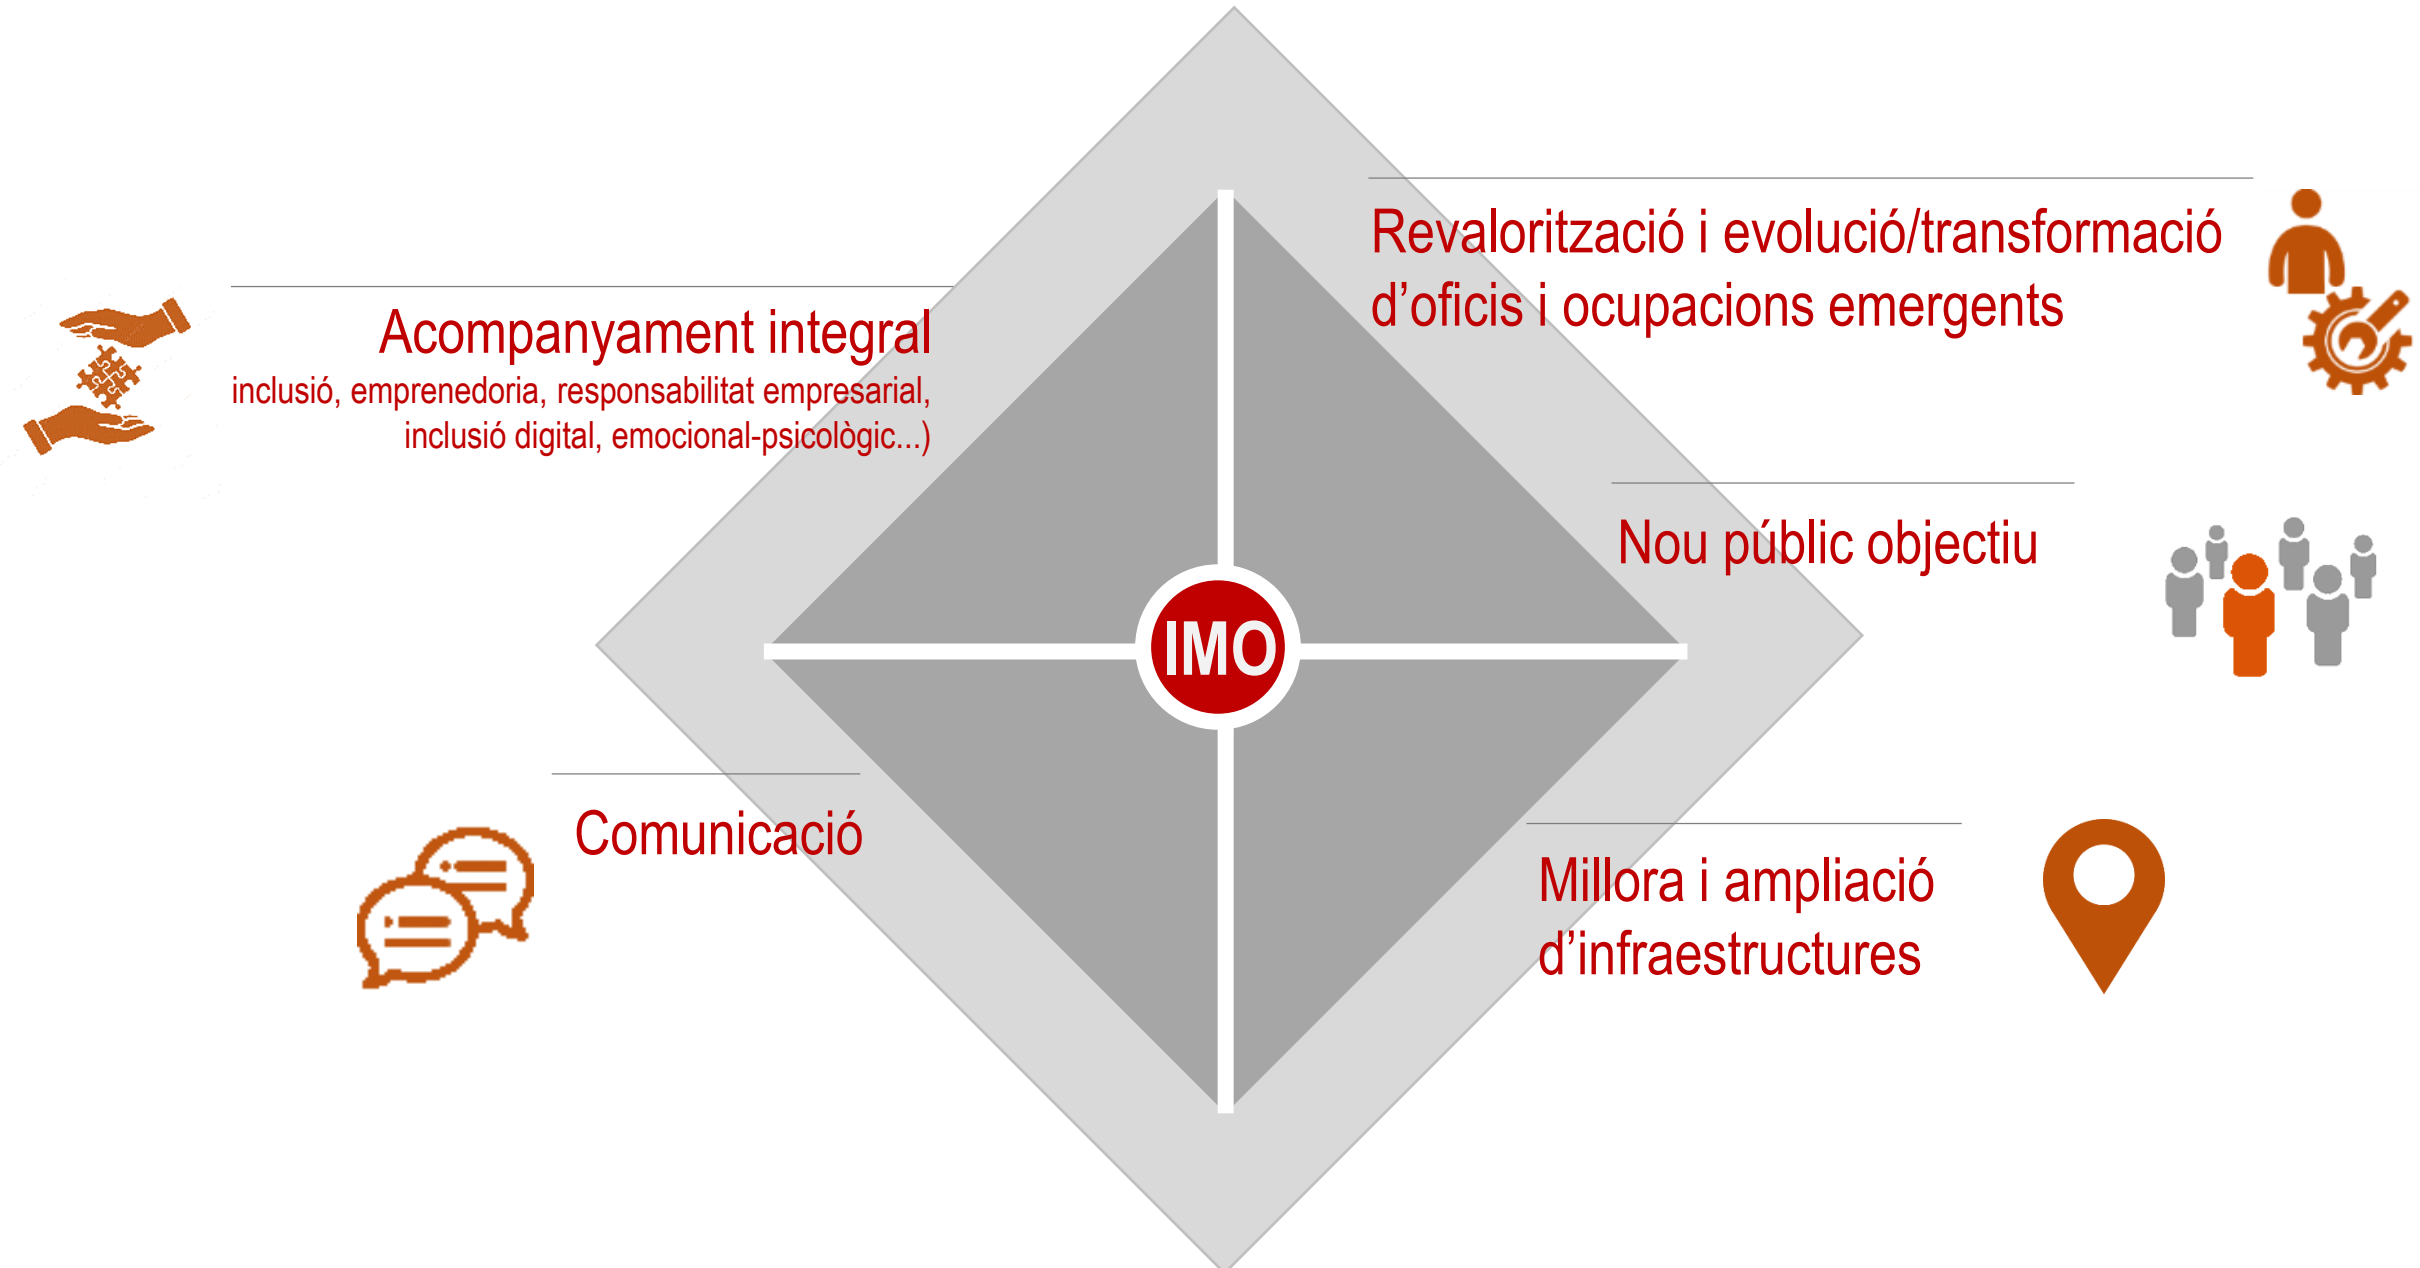 Acompanyament integral
inclusió, emprenedoria, responsabilitat empresarial,
inclusió digital, emocional-psicològic...)
Comunicació
IMO
Revalorització i evolució/transformació
d’oficis i ocupacions emergents
Nou públic objectiu
Millora i ampliació
d’infraestructures